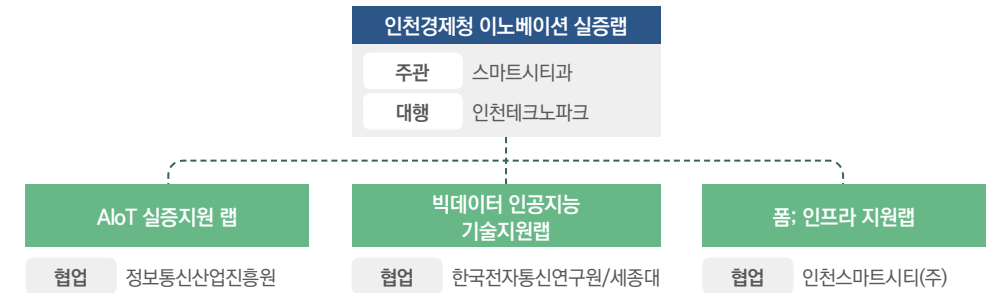 인천경제청 이노베이션 실증랩
주관 스마트시티과
대행 인천테크노파크
AIoT 실증지원 랩
빅데이터 인공지능
기술지원랩
폼; 인프라 지원랩
협업 정보통신산업진흥원
협업 한국전자통신연구원/세종대
협업 인천스마트시티(주)